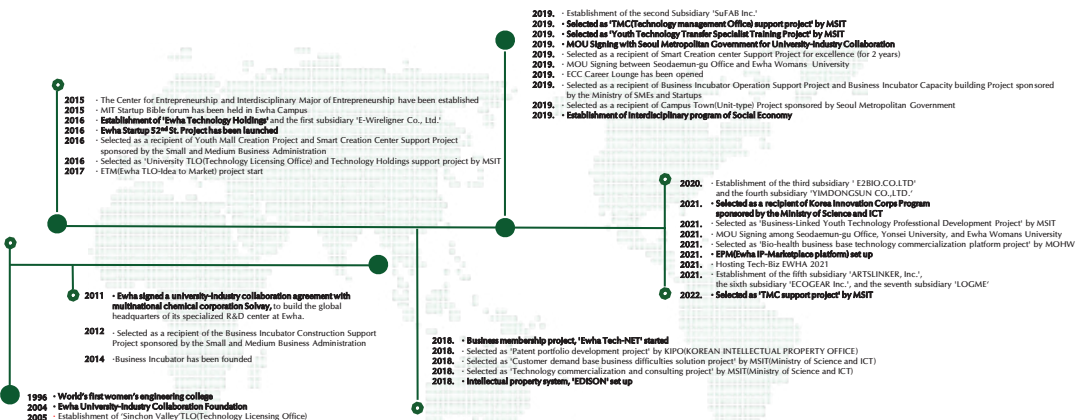 2019. · Establishment of the second Subsidiary 'SuFAB Inc.'
2019. · Selected as 'TMC(Technology management Office) support project' by MSIT
2019. · Selected as 'Youth Technology Transfer Specialist Training Project' by MSIT
2019. · MOU Signing with Seoul Metropolitan Government for University-Industry Collaboration
2019. · Selected as a recipient of Smart Creation center Support Project for excellence (for 2 years)
2019. · MOU Signing between Seodaemun-gu Office and Ewha Womans University
2019. · ECC Career Lounge has been opened
2019. · Selected as a recipient of Business Incubator Operation Support Project and Business Incubator Capacity building Project sponsored
by the Ministry of SMEs and Startups
2019. · Selected as a recipient of Campus Town(Unit-type) Project sponsored by Seoul Metropolitan Government
2019. · Establishment of Interdisciplinary program of Social Economy
2015 · The Center for Entrepreneurship and Interdisciplinary Major of Entrepreneurship have been established
2015 · MIT Startup Bible forum has been held in Ewha Campus
2016 · Establishment of 'Ewha Technology Holdings' and the first subsidiary 'E-Wireligner Co., Ltd.'
2016 · Ewha Startup 52nd St. Project has been launched
2016 · Selected as a recipient of Youth Mall Creation Project and Smart Creation Center Support Project
sponsored by the Small and Medium Business Administration
2016 · Selected as 'University TLO(Technology Licensing Office) and Technology Holdings support project by MSIT
2017 · ETM(Ewha TLO-Idea to Market) project start
2020. · Establishment of the third subsidiary ' E2BIO.CO.LTD'
and the fourth subsidiary 'YIMDONGSUN CO.,LTD.'
2021. · Selected as a recipient of Korea Innovation Corps Program
sponsored by the Ministry of Science and ICT
2021. · Selected as 'Business-Linked Youth Technology Professional Development Project' by MSIT
2021. · MOU Signing among Seodaemun-gu Office, Yonsei University, and Ewha Womans University
2021. · Selected as 'Bio-health business base technology commercialization platform project' by MOHW
2021. · EPM(Ewha IP-Marketplace platform) set up
2021. · Hosting Tech-Biz EWHA 2021
2021. · Establishment of the fifth subsidiary 'ARTSLINKER, Inc.',
the sixth subsidiary 'ECOGEAR Inc.', and the seventh subsidiary 'LOGME'
2022. · Selected as 'TMC support project' by MSIT
2011 · Ewha signed a university-industry collaboration agreement with
multinational chemical corporation Solvay, to build the global
headquarters of its specialized R&D center at Ewha.
2012 · Selected as a recipient of the Business Incubator Construction Support
Project sponsored by the Small and Medium Business Administration
2014 ·Business Incubator has been founded
2018. · Business membership project, 'Ewha Tech-NET' started
2018. · Selected as 'Patent portfolio development project' by KIPO(KOREAN INTELLECTUAL PROPERTY OFFICE)
2018. · Selected as 'Customer demand base business difficulties solution project' by MSIT(Ministry of Science and ICT)
2018. · Selected as 'Technology commercialization and consulting project' by MSIT(Ministry of Science and ICT)
2018. · Intellectual property system, 'EDISON' set up
1996 · World's first women's engineering college
2004 · Ewha University-Industry Collaboration Foundation
2005 · Establishment of 'Sinchon Valley'TLO(Technology Licensing Office)